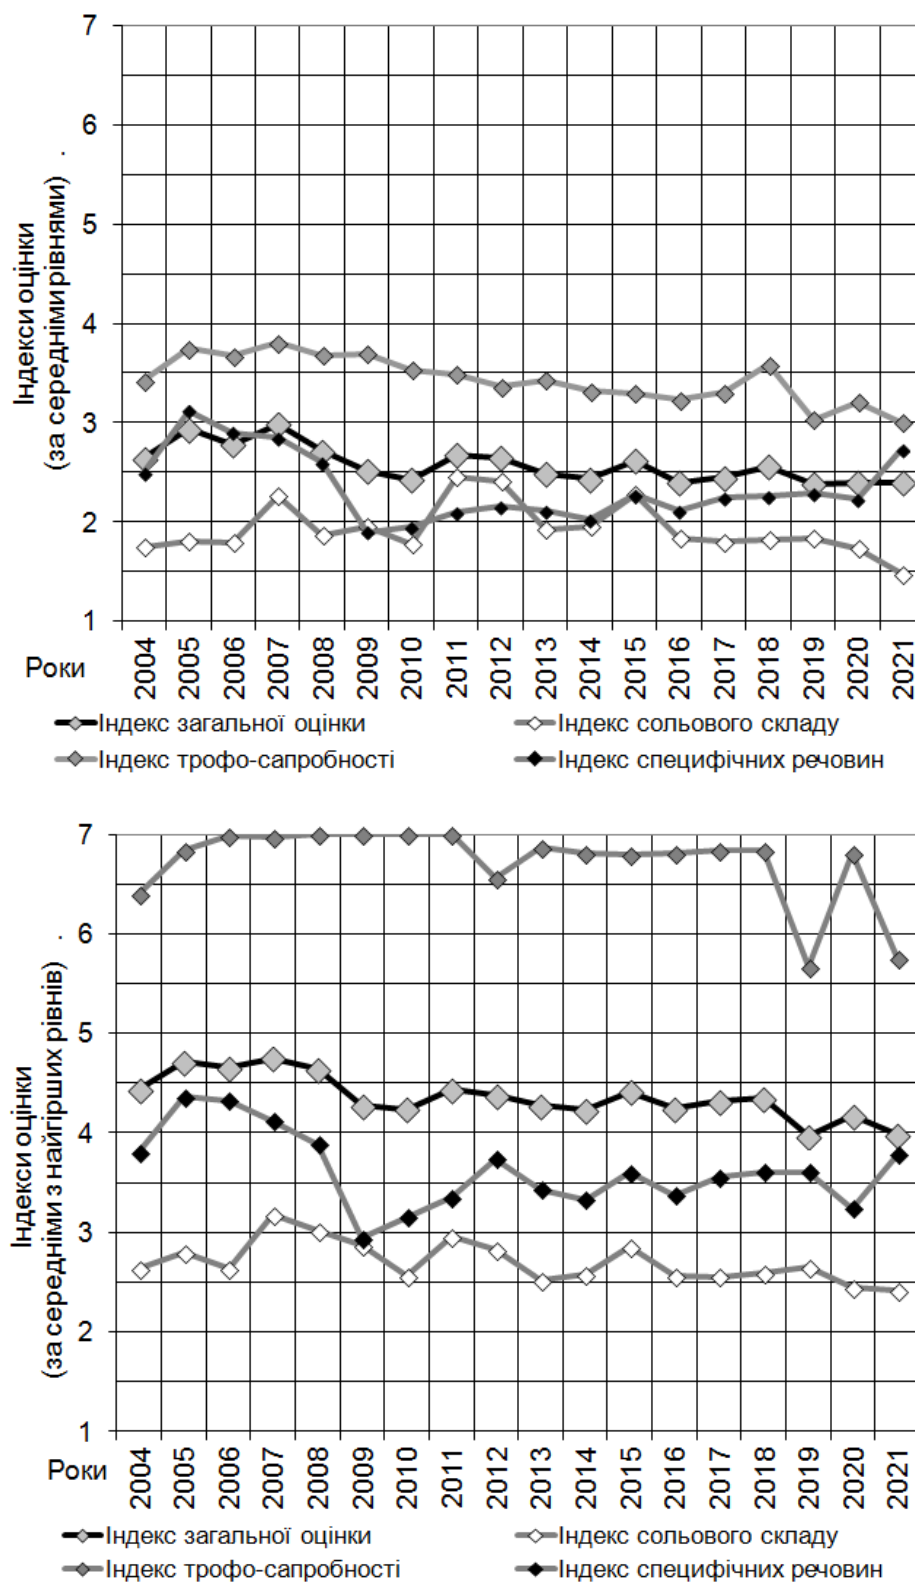 Індекси оцінки
(за середніми рівнями) .
7
6
5
4
3
2
1
Роки
2004 2005 2006 2007 2008 2009 2010 2011 2012 2013 2014 2015 2016 2017 2018 2019 2020 2021
Індекс загальної оцінки Індекс сольового складу
Індекс трофо-сапробності Індекс специфічних речовин
Індекси оцінки
(за середніми з найгірших рівнів) .
7
6
5
4
3
2
1
Роки
2004 2005 2006 2007 2008 2009 2010 2011 2012 2013 2014 2015 2016 2017 2018 2019 2020 2021
Індекс загальної оцінки Індекс сольового складу
Індекс трофо-сапробності Індекс специфічних речовин